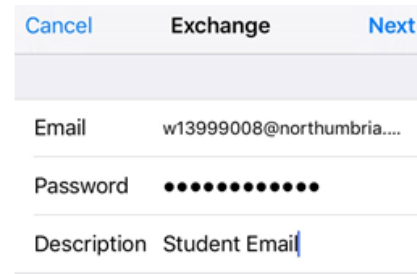 Cancel Exchange Next
Email w13999008@northumbria....
Password ●●●●●●●●●●●●
Description Student Email